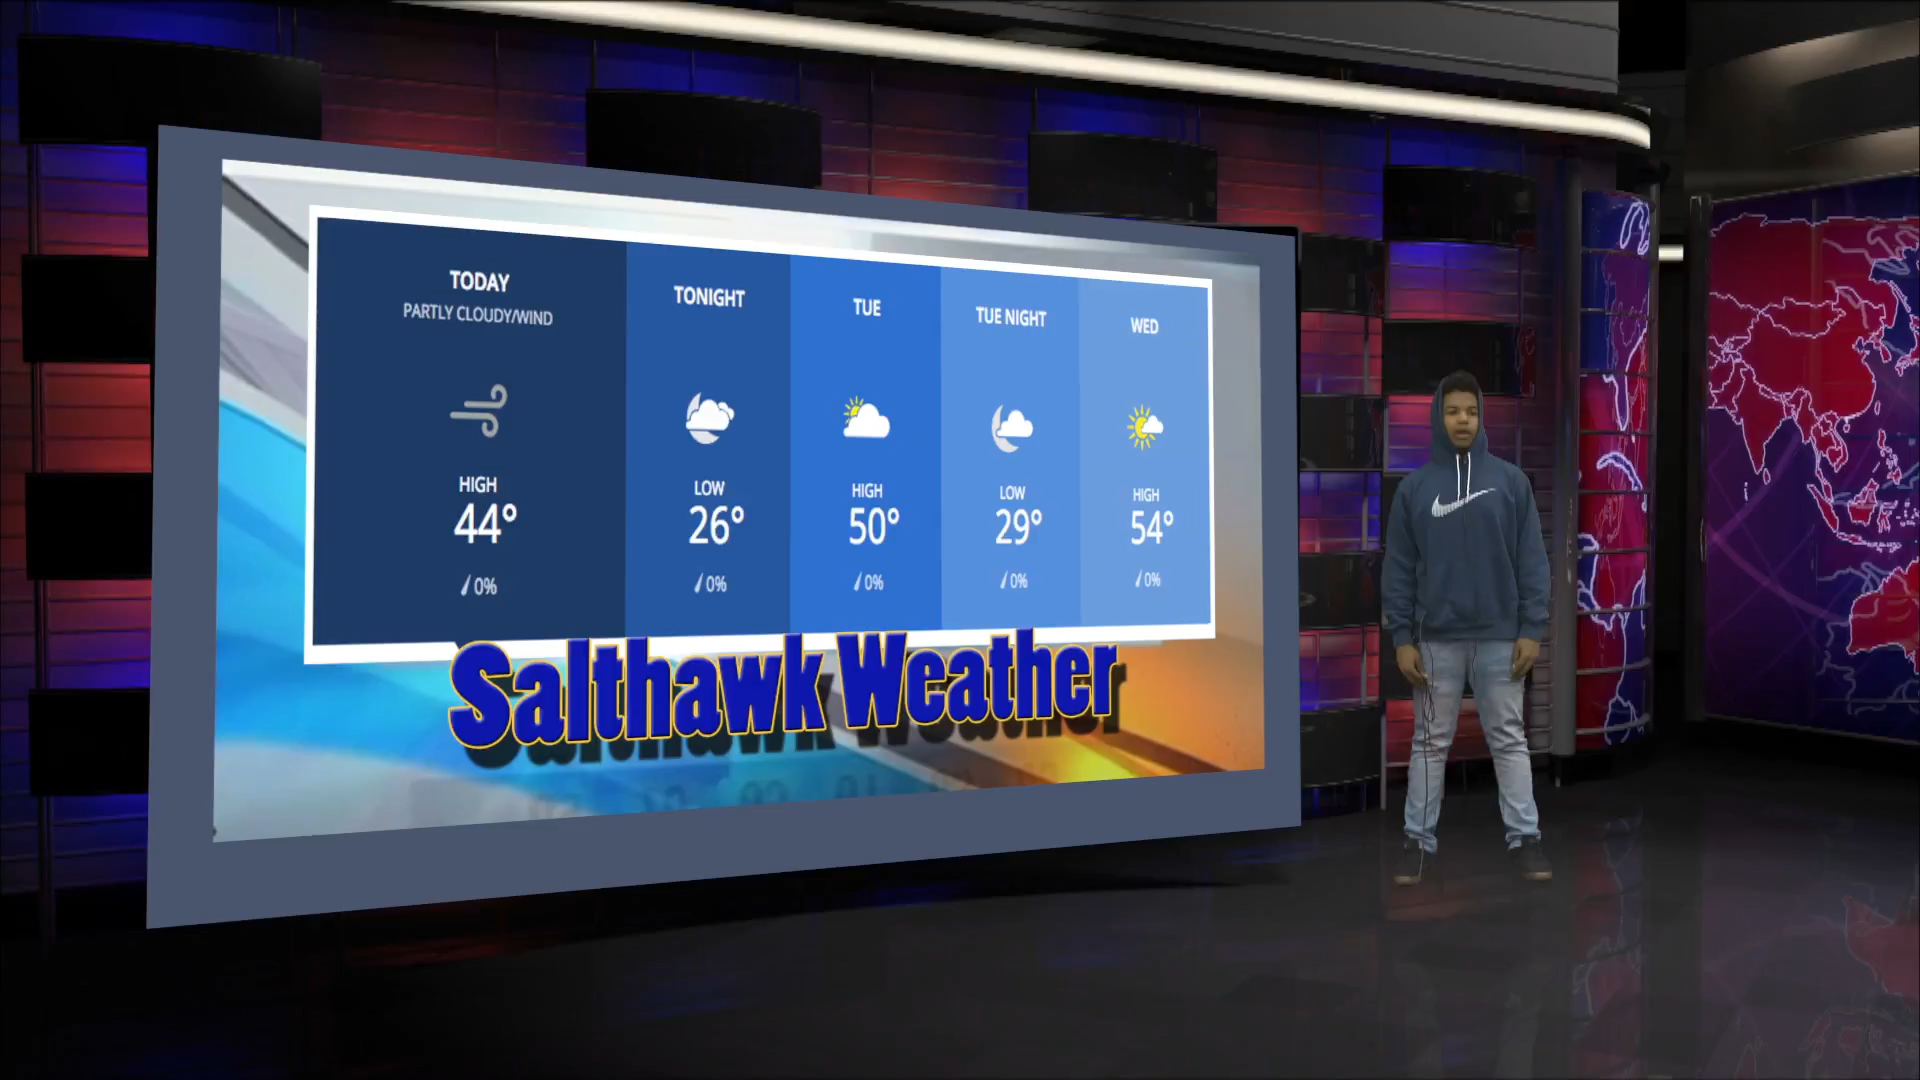 TODAY
PARTLY CLOUDY/WIND
HIGH
44°
0%
TONIGHT
LOW
26°
0%
TUE
HIGH
50°
0%
TUE NIGHT
LOW
29°
0%
WED
HIGH
54°
0%
Salthawk Weather